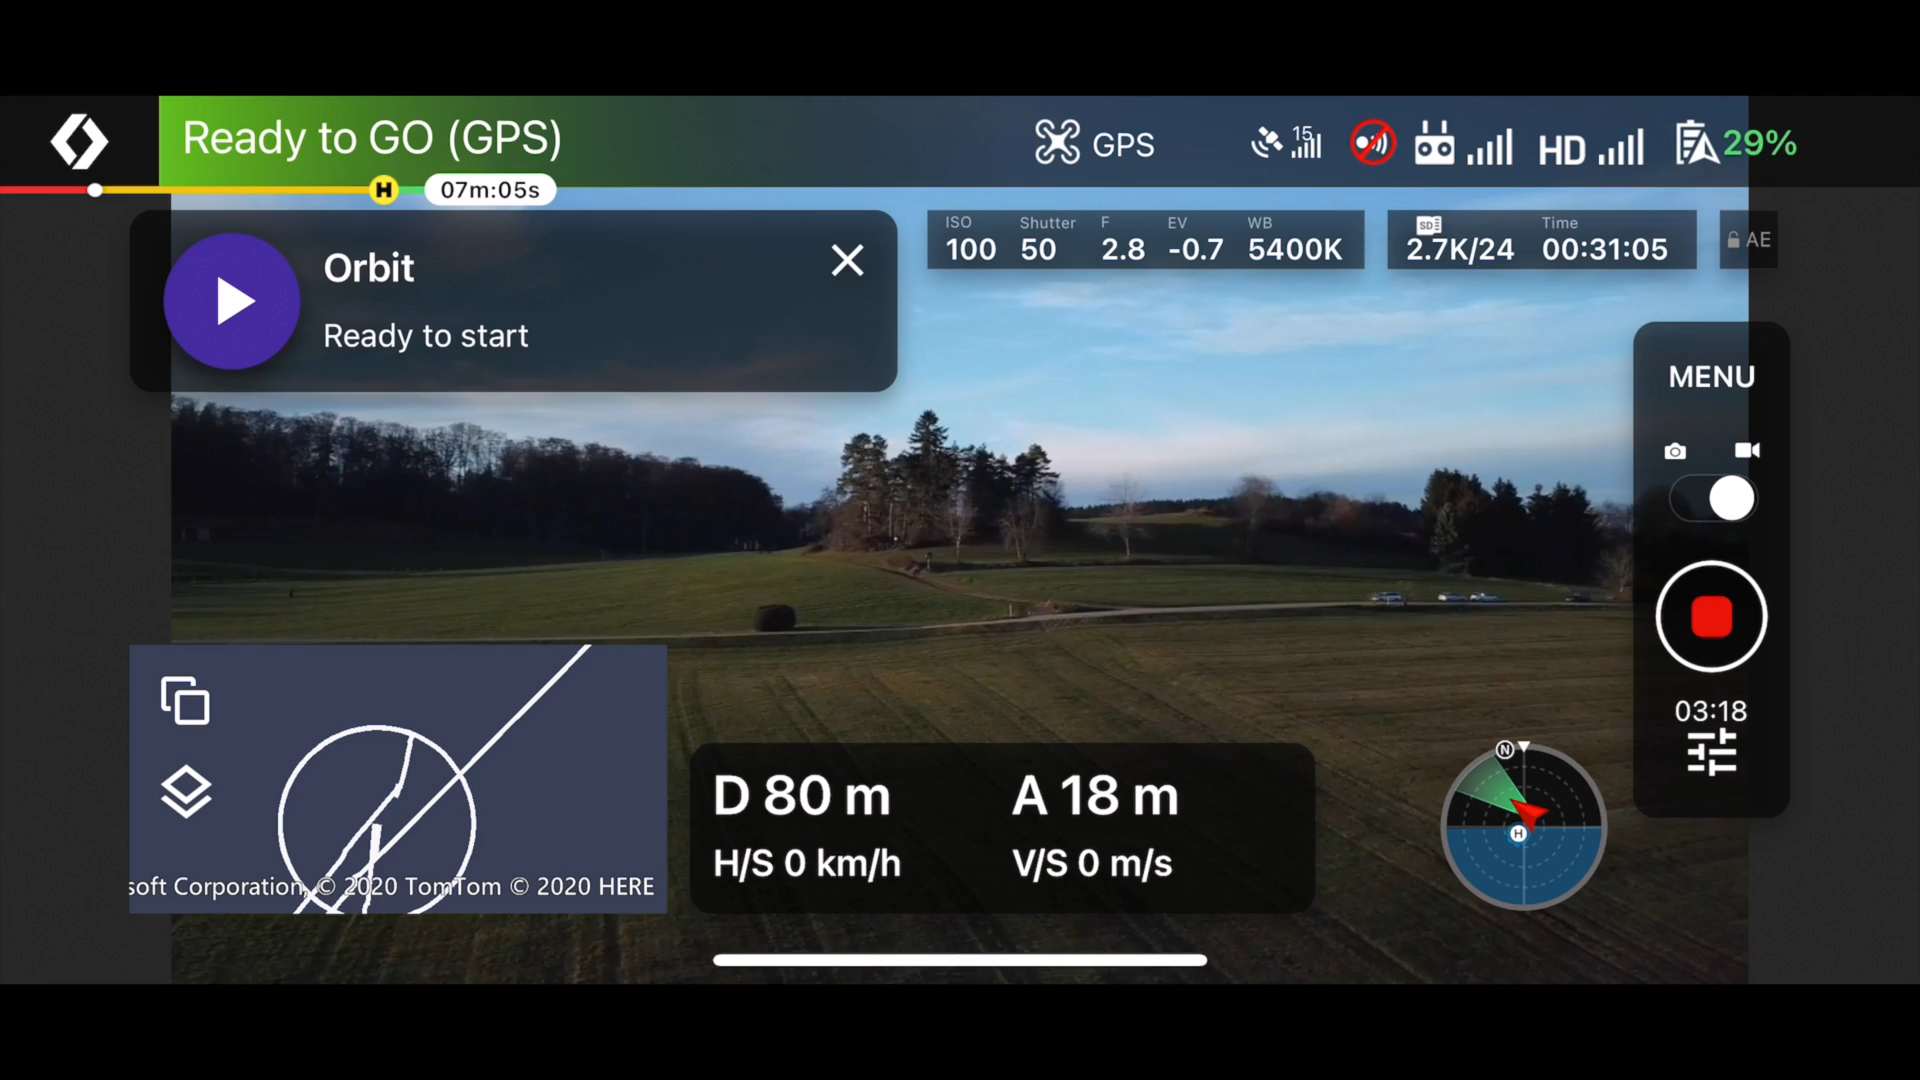 Ready to GO (GPS)
GPS
15
HD
29%
H
07m:05s
Orbit
Ready to start
ISO
100
Shutter
50
F
2.8
EV
-0.7
WB
5400K
SD
2.7K/24
Time
00:31:05
AE
MENU
03:18
N
H
D 80 m
A 18 m
H/S 0 km/h
V/S 0 m/s
soft Corporation, © 2020 TomTom © 2020 HERE